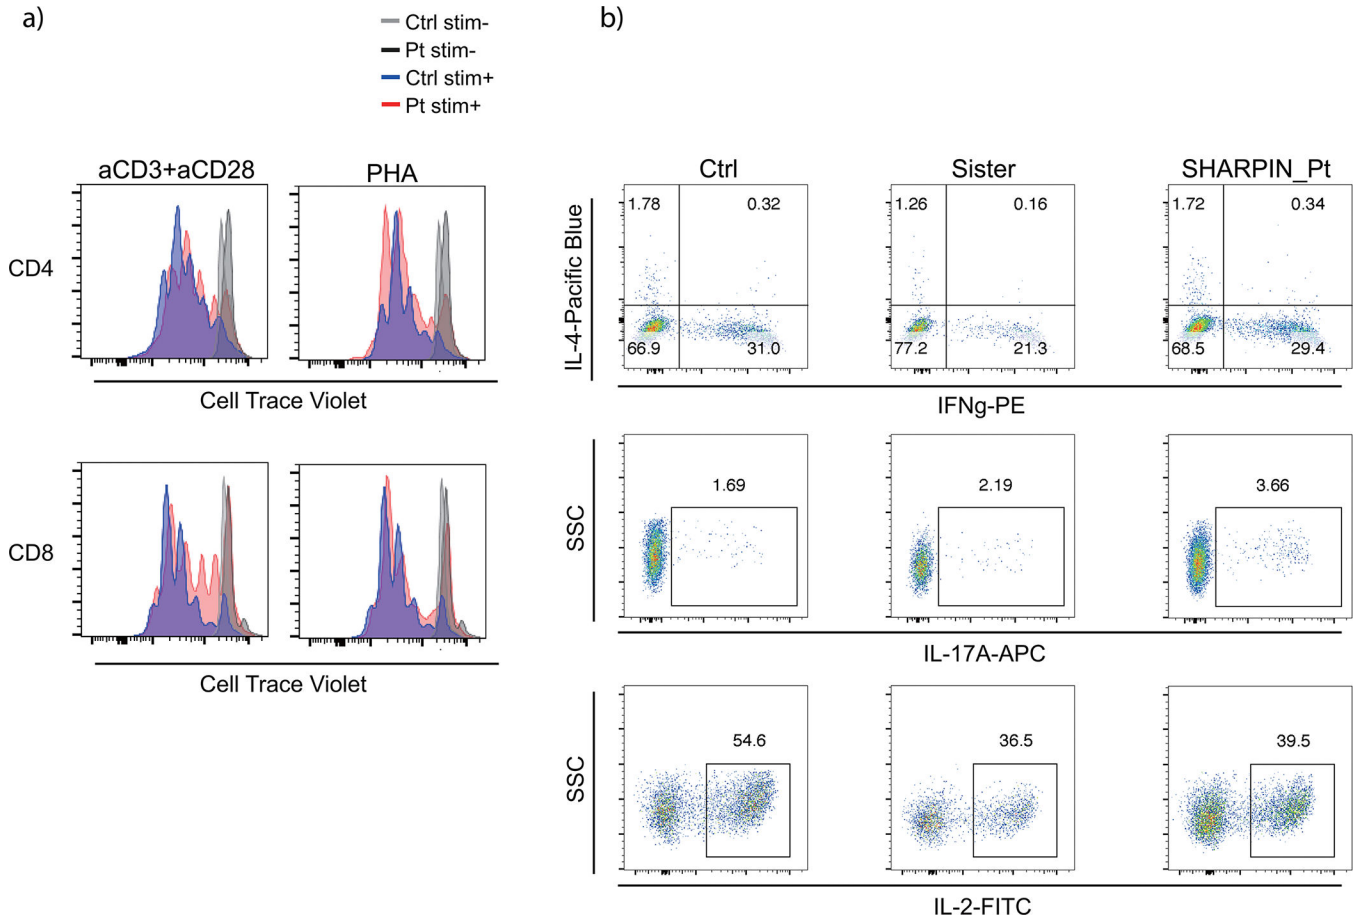 a)
Ctrl stim-
Pt stim-
Ctrl stim+
Pt stim+
aCD3+aCD28
PHA
CD4
Cell Trace Violet
CD8
Cell Trace Violet
b)
Ctrl
Sister
SHARPIN_Pt
IL-4-Pacific Blue
1.78
0.32
66.9
31.0
1.26
0.16
77.2
21.3
1.72
0.34
68.5
29.4
IFNg-PE
SSC
1.69
2.19
3.66
IL-17A-APC
SSC
54.6
36.5
39.5
IL-2-FITC